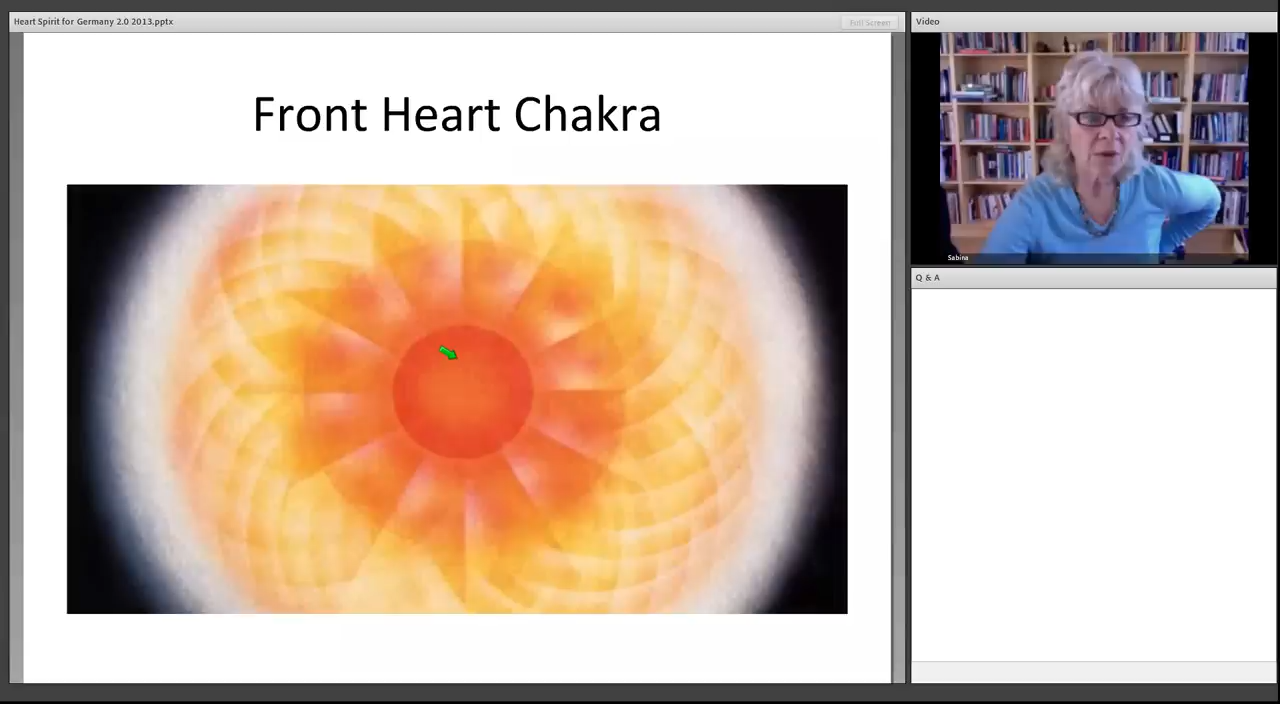 Heart Spirit for Germany 2.0 2013.pptx
Full Screen
Video
Front Heart Chakra
Sabina
Q & A